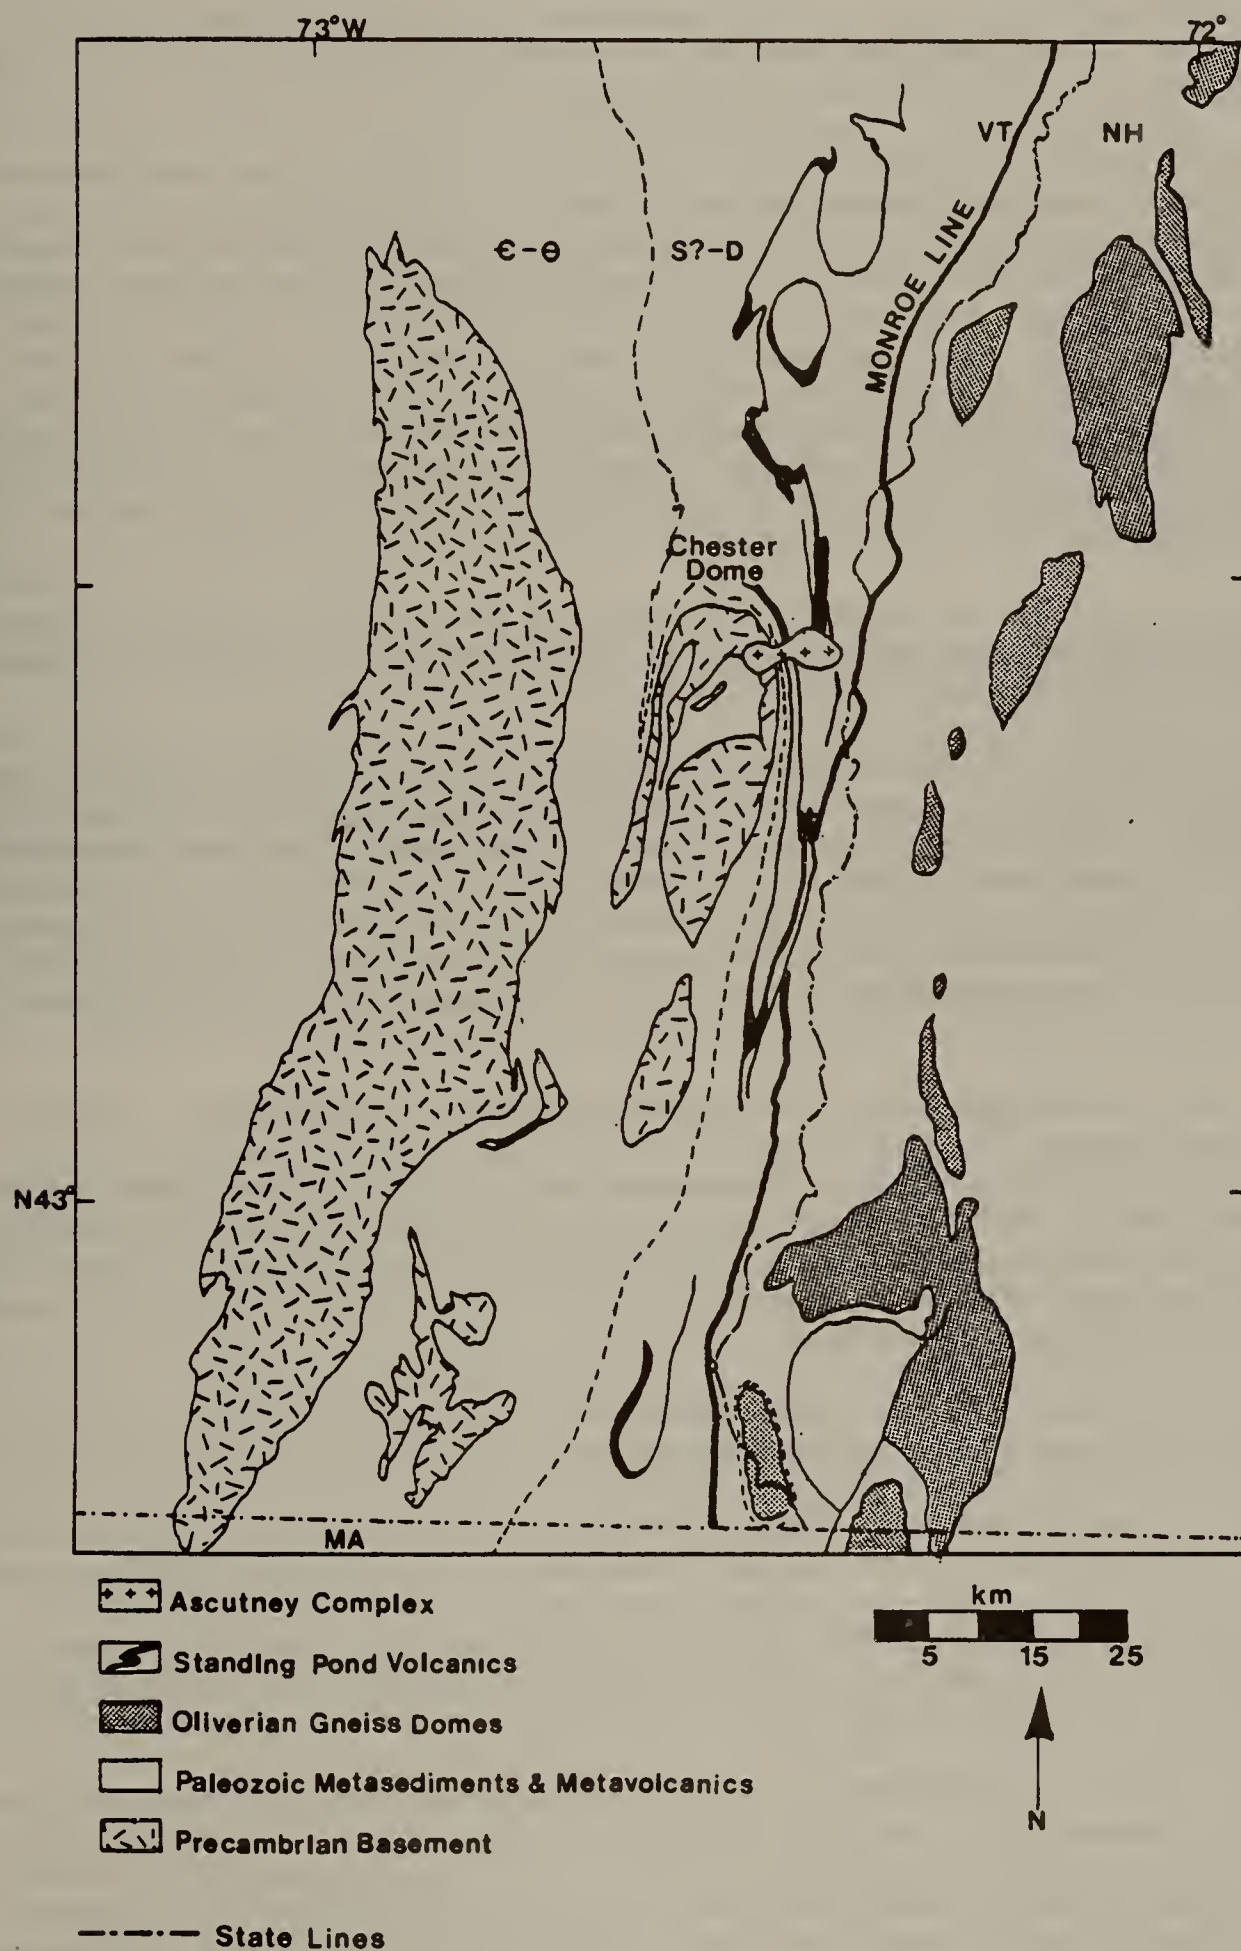 73°W
72°
VT
NH
Є-Ѳ
S?-D
MONROE LINE
Chester
Dome
N43°
MA
Ascutney Complex
Standing Pond Volcanics
Oliverian Gneiss Domes
Paleozoic Metasediments & Metavolcanics
Precambrian Basement
State Lines
km
5 15 25
N